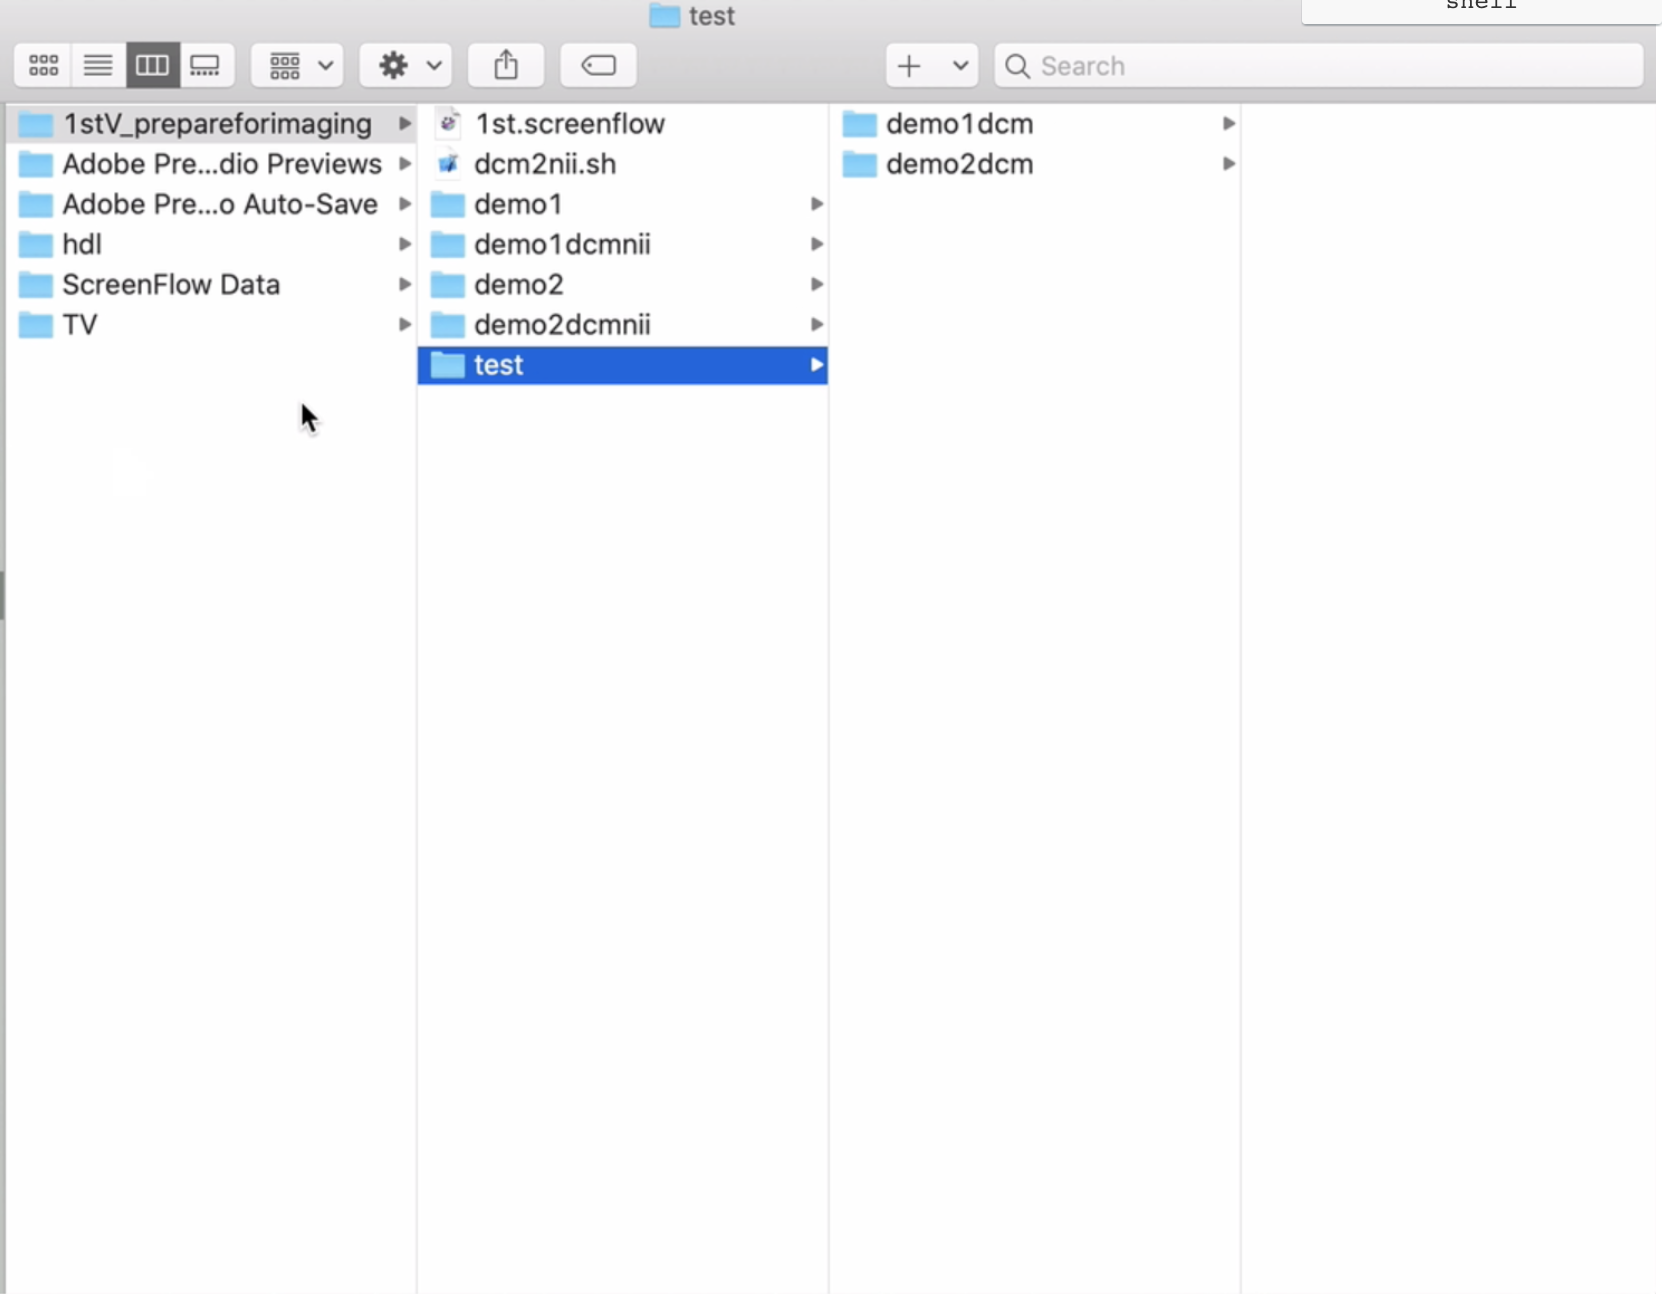 test
shell
Search
1stV_prepareforimaging
Adobe Pre...dio Previews
Adobe Pre...o Auto-Save
hdl
ScreenFlow Data
TV
1st.screenflow
dcm2nii.sh
demo1
demo1dcmnii
demo2
demo2dcmnii
test
demo1dcm
demo2dcm